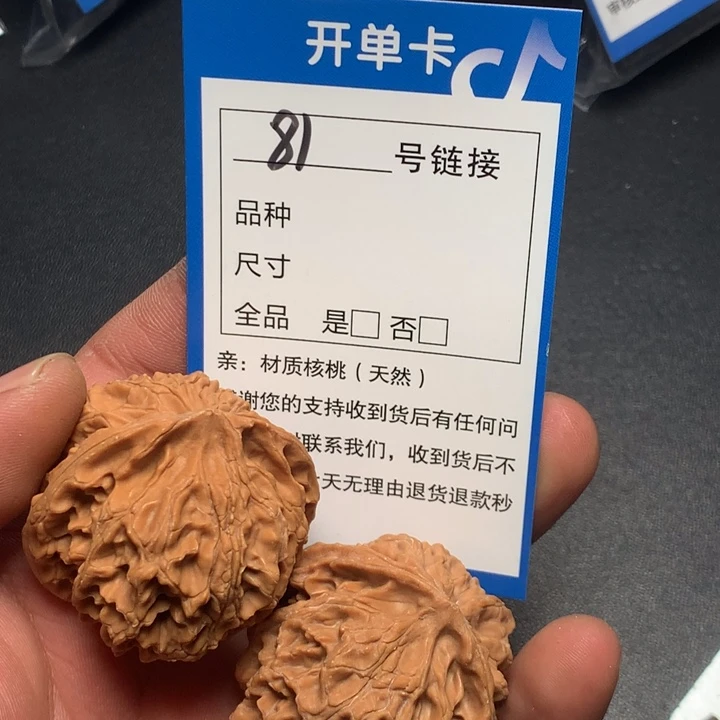 开单卡
81号链接
品种
尺寸
全品 是□ 否□
亲：材质核桃（天然）
谢您的支持收到货后有任何问
联系我们，收到货后不
天无理由退货退款秒